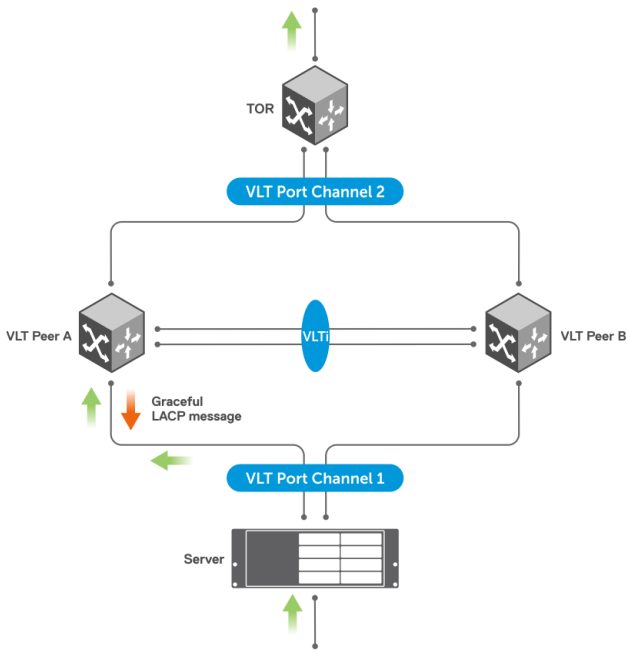 TOR
VLT Port Channel 2
VLT Peer A
VLTi
VLT Peer B
Graceful
LACP message
VLT Port Channel 1
Server